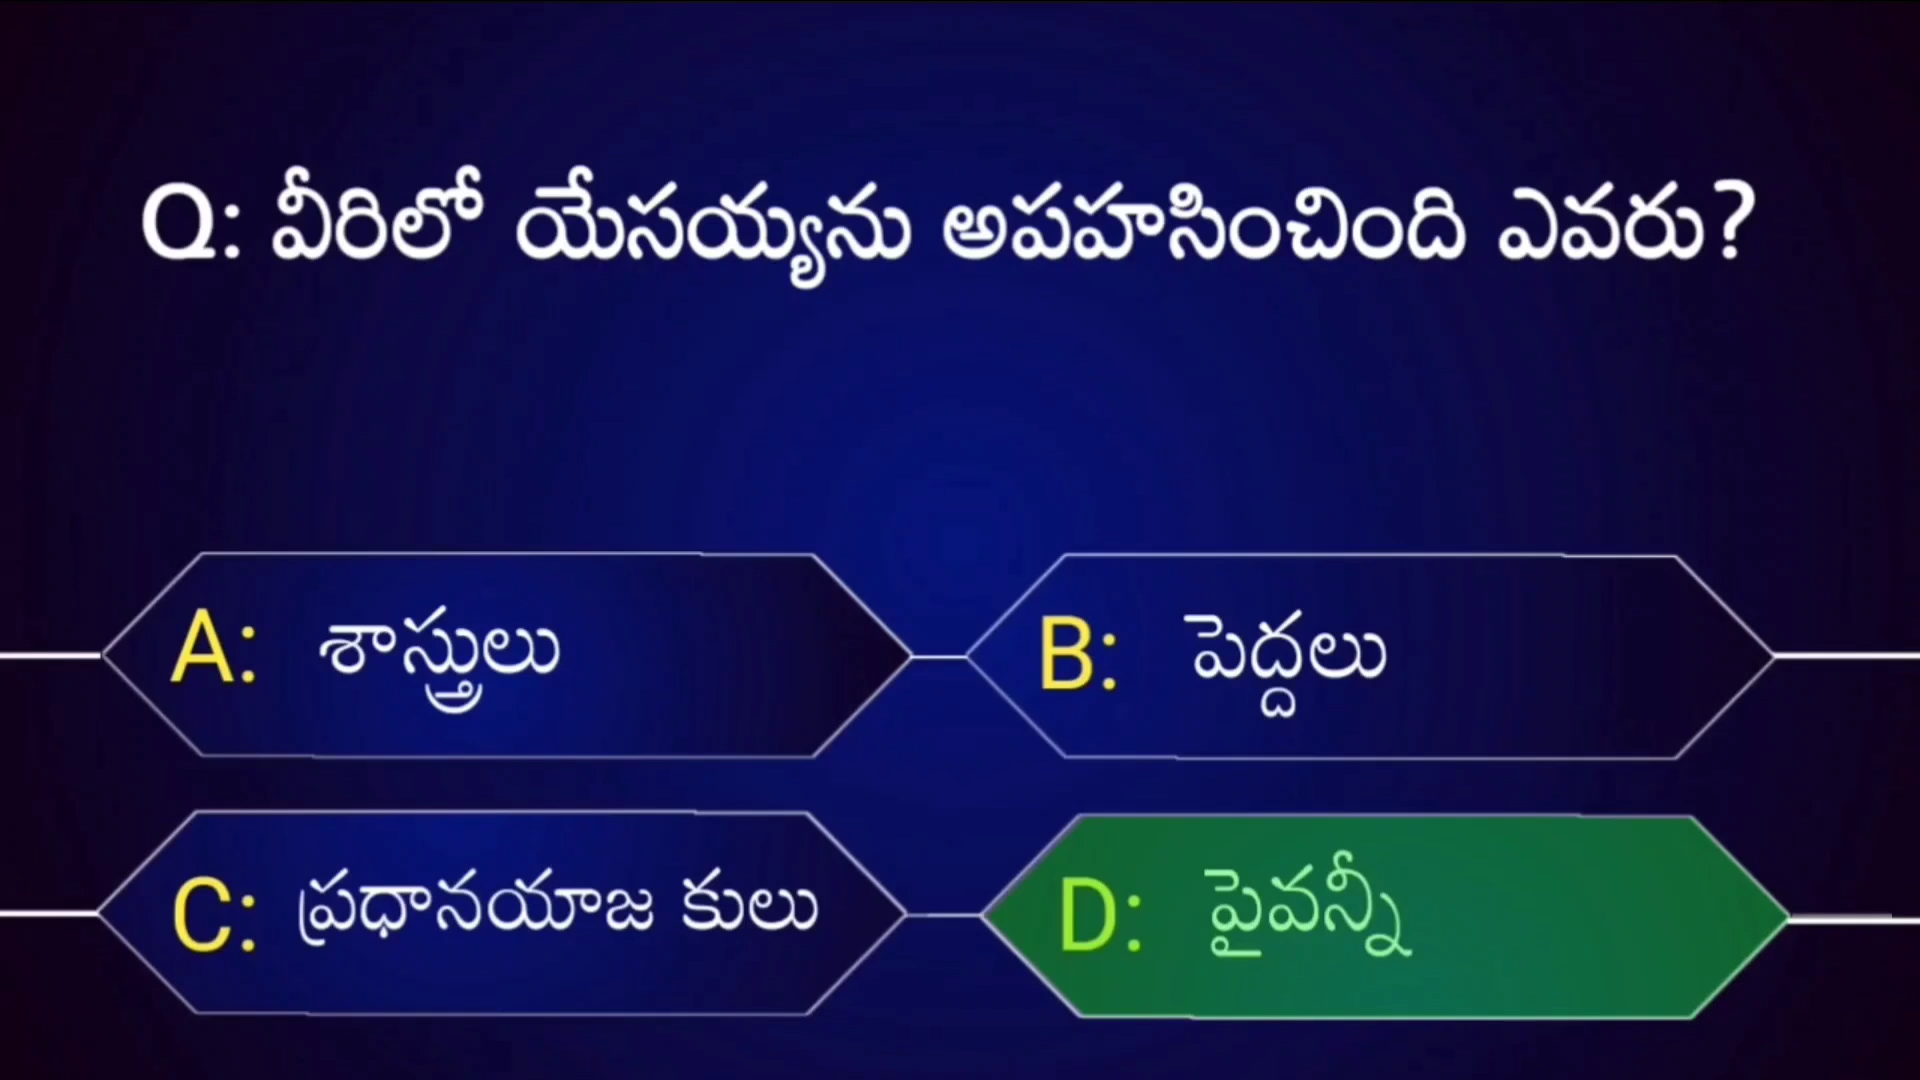 Q: వీరిలో యేసయ్యను అపహసించింది ఎవరు?
A: శాస్త్రులు
B: పెద్దలు
C: ప్రధానయాజ కులు
D: పైవన్నీ